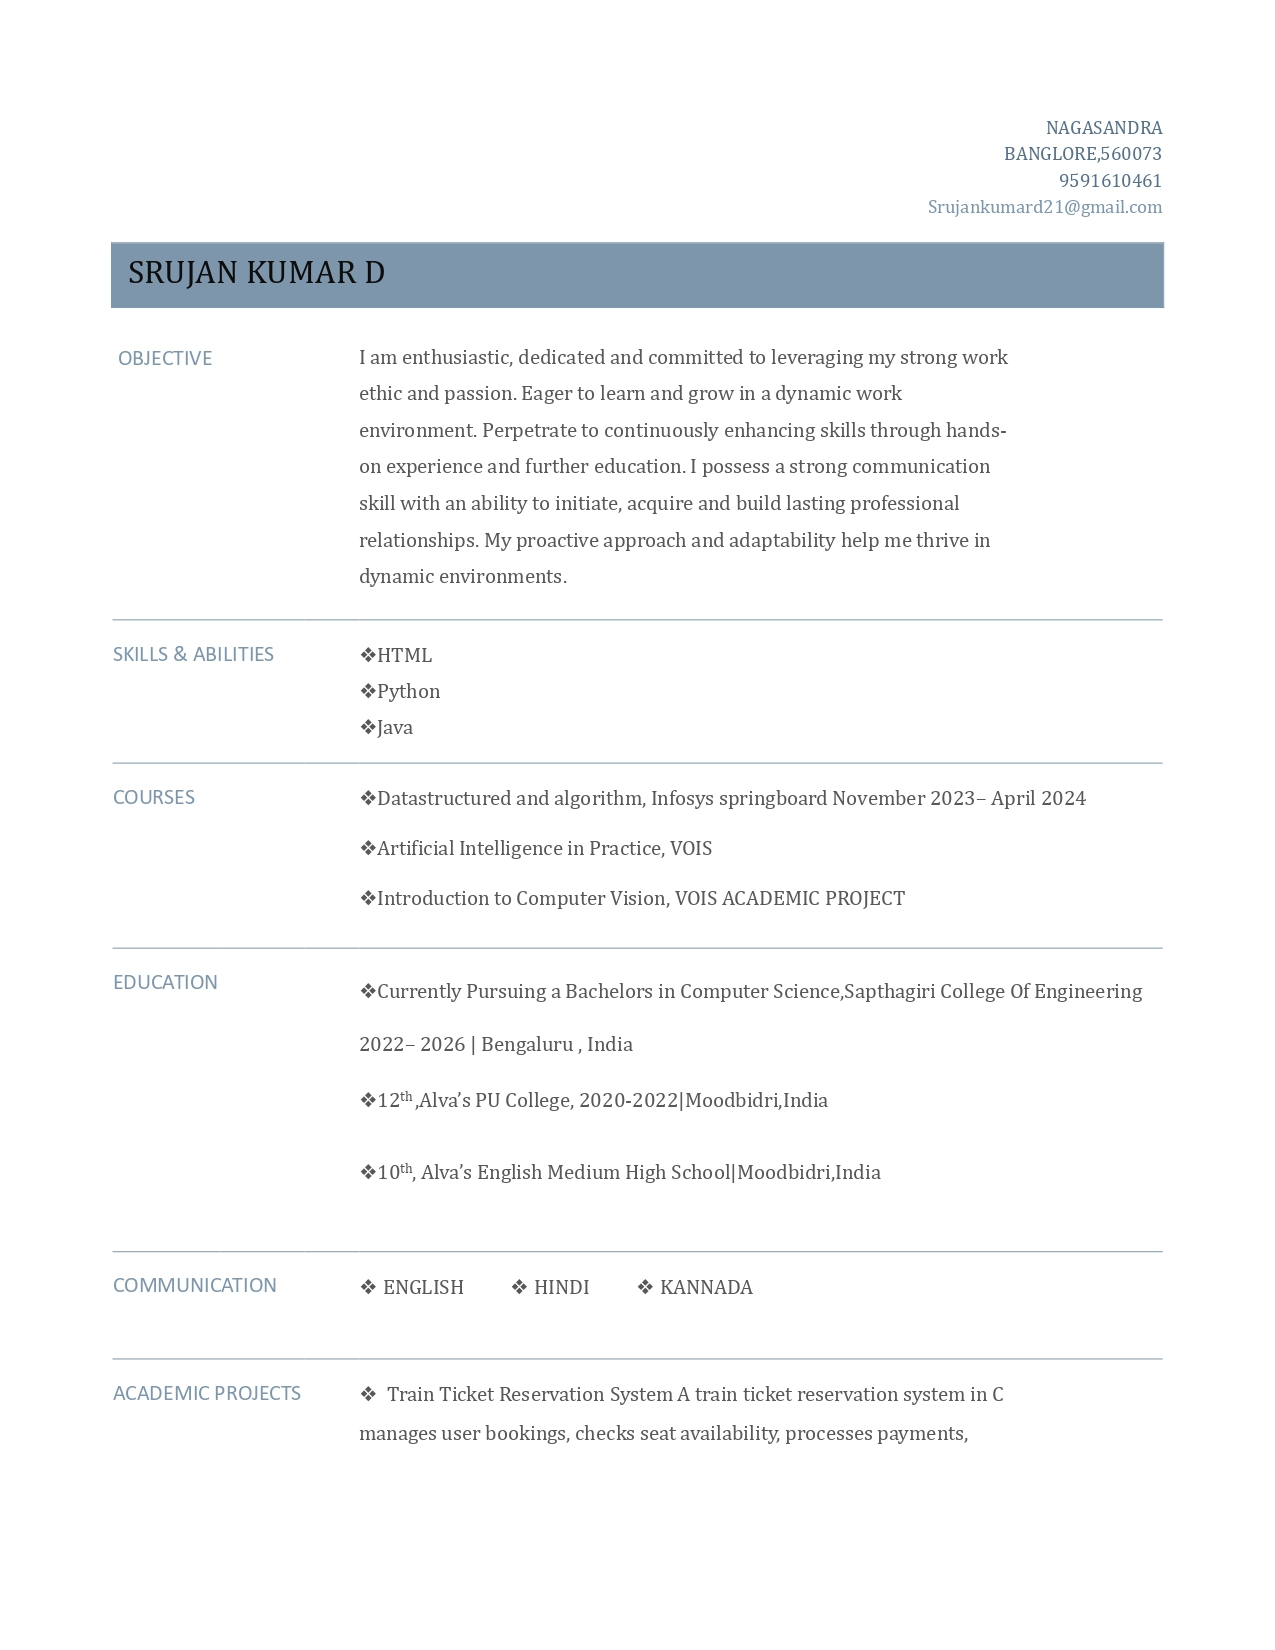 NAGASANDRA
BANGLORE,560073
9591610461
Srujankumard21@gmail.com
SRUJAN KUMAR D
OBJECTIVE
I am enthusiastic, dedicated and committed to leveraging my strong work
ethic and passion. Eager to learn and grow in a dynamic work
environment. Perpetrate to continuously enhancing skills through hands-
on experience and further education. I possess a strong communication
skill with an ability to initiate, acquire and build lasting professional
relationships. My proactive approach and adaptability help me thrive in
dynamic environments.
SKILLS & ABILITIES
❖HTML
❖Python
❖Java
COURSES
❖Datastructured and algorithm, Infosys springboard November 2023– April 2024
❖Artificial Intelligence in Practice, VOIS
❖Introduction to Computer Vision, VOIS ACADEMIC PROJECT
EDUCATION
❖Currently Pursuing a Bachelors in Computer Science,Sapthagiri College Of Engineering
2022– 2026 | Bengaluru , India
❖12th ,Alva’s PU College, 2020-2022|Moodbidri,India
❖10th, Alva’s English Medium High School|Moodbidri,India
COMMUNICATION
❖ ENGLISH ❖ HINDI ❖ KANNADA
ACADEMIC PROJECTS
❖ Train Ticket Reservation System A train ticket reservation system in C
manages user bookings, checks seat availability, processes payments,